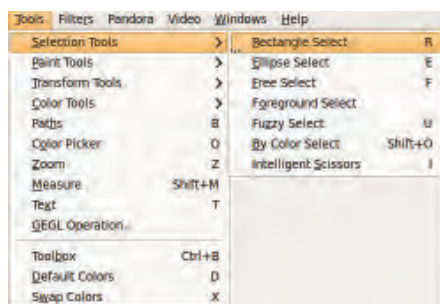 Tools Filters Pandora Video Windows Help
Selection Tools >
Paint Tools >
Transform Tools >
Color Tools >
Paths B
Color Picker O
Zoom Z
Measure Shift+M
Text T
GEGL Operation...
Toolbox Ctrl+B
Default Colors D
Swap Colors X
Rectangle Select R
Ellipse Select E
Free Select F
Foreground Select
Fuzzy Select U
By Color Select Shift+O
Intelligent Scissors I